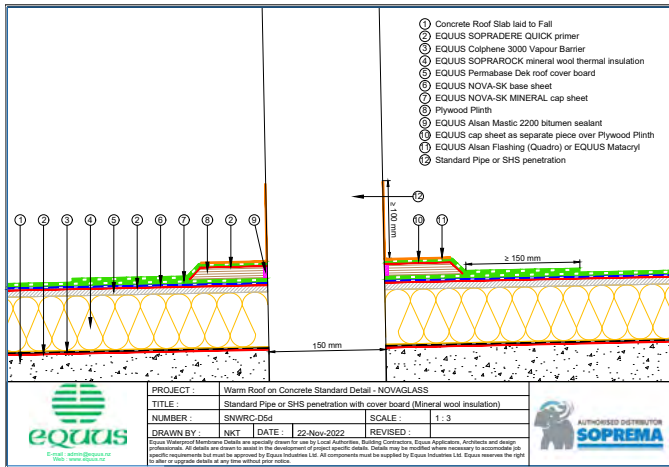 1 Concrete Roof Slab laid to Fall
2 EQUUS SOPRADERE QUICK primer
3 EQUUS Colphene 3000 Vapour Barrier
4 EQUUS SOPRAROCK mineral wool thermal insulation
5 EQUUS Permabase Dek roof cover board
6 EQUUS NOVA-SK base sheet
7 EQUUS NOVA-SK MINERAL cap sheet
8 Plywood Plinth
9 EQUUS Alsan Mastic 2200 bitumen sealant
10 EQUUS cap sheet as separate piece over Plywood Plinth
11 EQUUS Alsan Flashing (Quadro) or EQUUS Matacryl
12 Standard Pipe or SHS penetration
12
≥ 100 mm
1 2 3 4 5 2 6 7 8 2 9 10 11
≥ 150 mm
150 mm
PROJECT : Warm Roof on Concrete Standard Detail - NOVAGLASS
TITLE : Standard Pipe or SHS penetration with cover board (Mineral wool insulation)
NUMBER : SNWRC-D5d SCALE : 1 : 3
DRAWN BY : NKT DATE : 22-Nov-2022 REVISED :
Equus Waterproof Membrane Details are specially drawn for use by Local Authorities, Building Contractors, Equus Applicators, Architects and design
professionals. All details are drawn to assist in the development of project specific details. Details may be modified where necessary to accomodate job
specific requirements but must be approved by Equus Industries Ltd. All components must be supplied by Equus Industries Ltd. Equus reserves the right
to alter or upgrade details at any time without prior notice.
equus
E-mail : admin@equus.nz
Web : www.equus.nz
AUTHORISED DISTRIBUTOR
SOPREMA